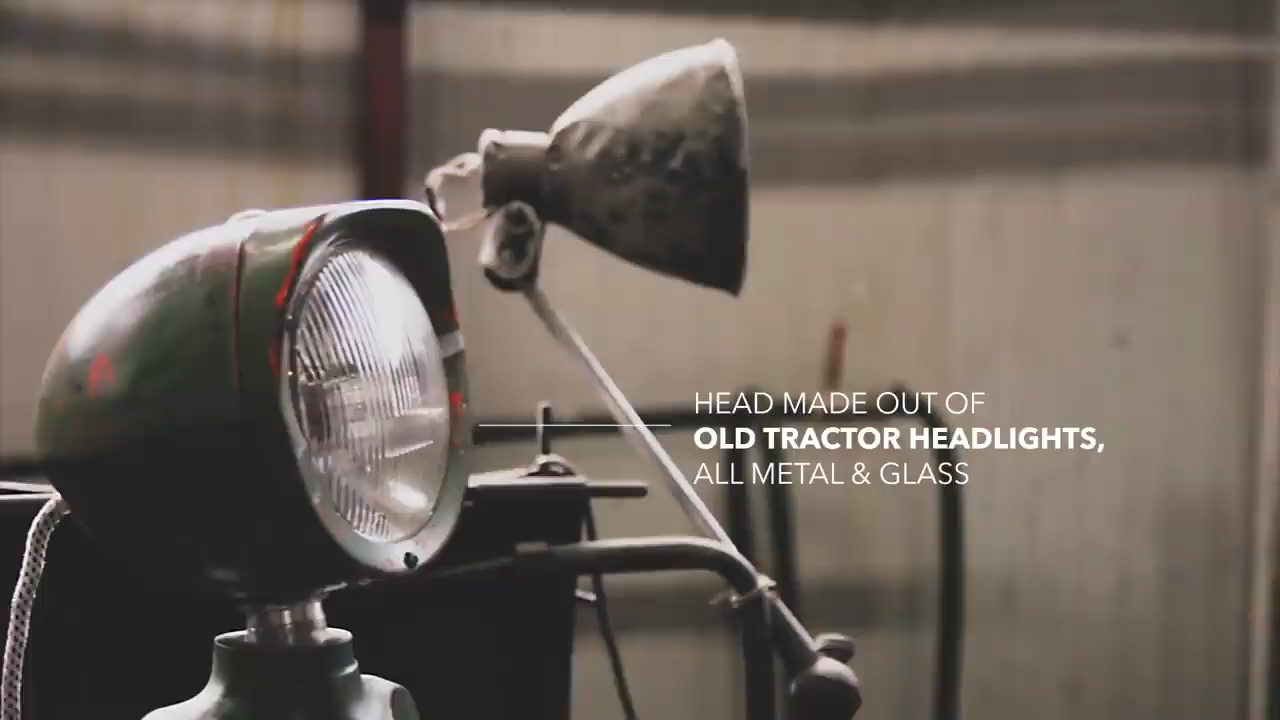 HEAD MADE OUT OF
OLD TRACTOR HEADLIGHTS,
ALL METAL & GLASS